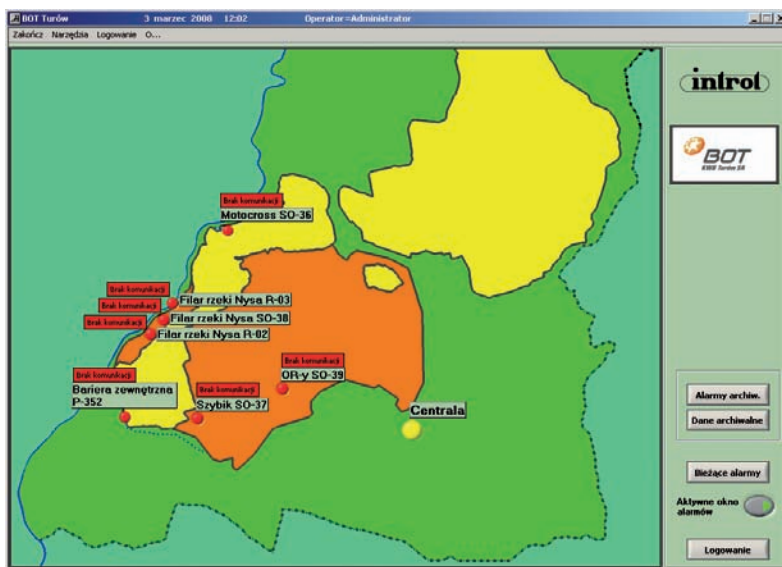 BOT Turów 3 marzec 2008 12:02 Operator=Administrator
Zakończ Narzędzia Logowanie O...
introl
BOT
KWB Turów SA
Brak komunikacji
Motocross SO-36
Brak komunikacji
Filar rzeki Nysa R-03
Brak komunikacji
Filar rzeki Nysa SO-38
Brak komunikacji
Filar rzeki Nysa R-02
Brak komunikacji
OR-y SO-39
Brak komunikacji
Bariera zewnętrzna
P-352
Brak komunikacji
Szybik SO-37
Centrala
Alarmy archiw.
Dane archiwalne
Bieżące alarmy
Aktywne okno
alarmów
Logowanie